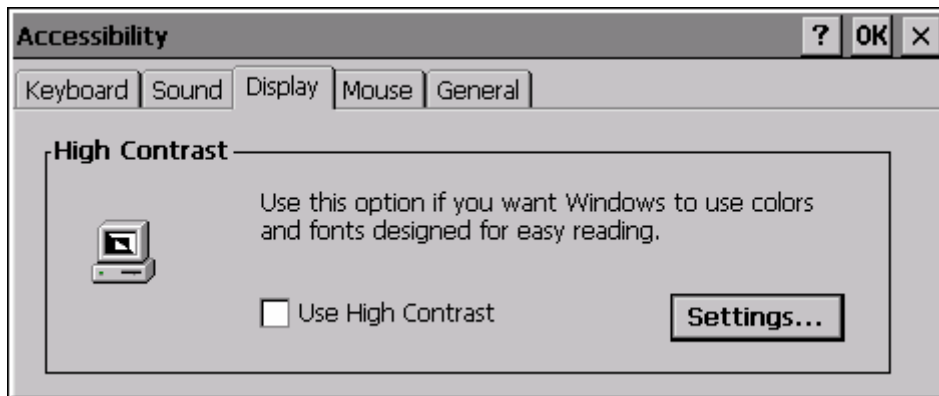 Accessibility ? OK ×
Keyboard Sound Display Mouse General
High Contrast
Use this option if you want Windows to use colors
and fonts designed for easy reading.
Use High Contrast Settings...